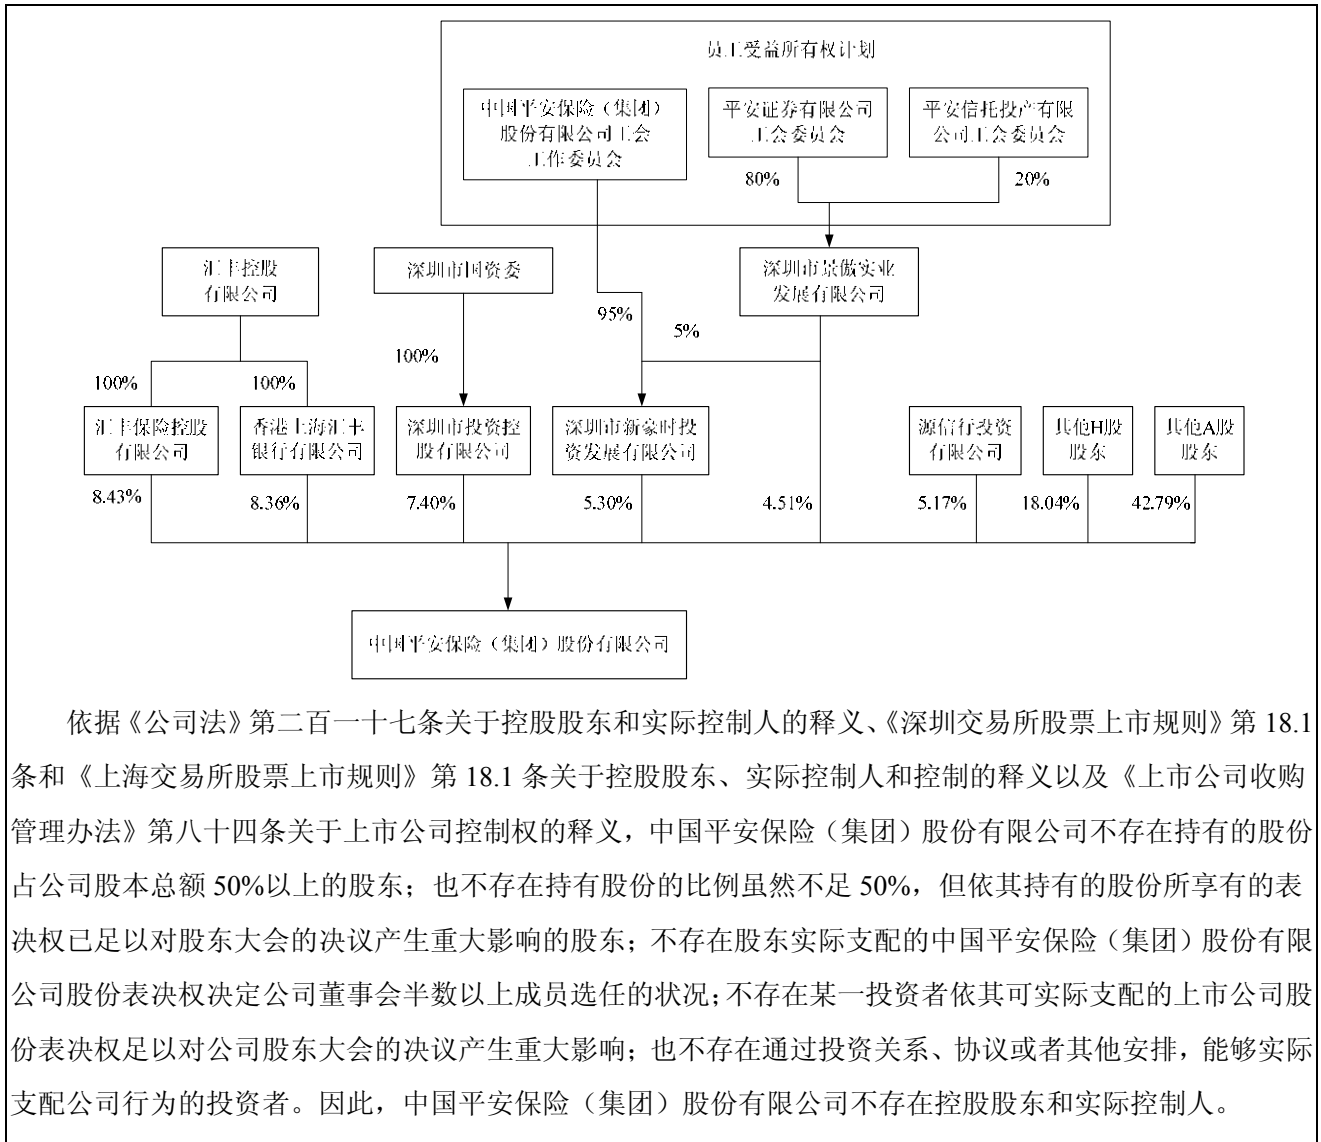 员工受益所有权计划
中国平安保险（集团）
股份有限公司工会
工作委员会
平安证券有限公司
工会委员会
平安信托投产有限
公司工会委员会
80%
20%
汇丰控股
有限公司
深圳市国资委
深圳市景傲实业
发展有限公司
95%
5%
100%
100%
100%
汇丰保险控股
有限公司
香港上海汇丰
银行有限公司
深圳市投资控
股有限公司
深圳市新豪时投
资发展有限公司
源信行投资
有限公司
其他H股
股东
其他A股
股东
8.43%
8.36%
7.40%
5.30%
4.51%
5.17%
18.04%
42.79%
中国平安保险（集团）股份有限公司
依据《公司法》第二百一十七条关于控股股东和实际控制人的释义、《深圳交易所股票上市规则》第 18.1
条和《上海交易所股票上市规则》第 18.1 条关于控股股东、实际控制人和控制的释义以及《上市公司收购
管理办法》第八十四条关于上市公司控制权的释义，中国平安保险（集团）股份有限公司不存在持有的股份
占公司股本总额 50%以上的股东；也不存在持有股份的比例虽然不足 50%，但依其持有的股份所享有的表
决权已足以对股东大会的决议产生重大影响的股东；不存在股东实际支配的中国平安保险（集团）股份有限
公司股份表决权决定公司董事会半数以上成员选任的状况；不存在某一投资者依其可实际支配的上市公司股
份表决权足以对公司股东大会的决议产生重大影响；也不存在通过投资关系、协议或者其他安排，能够实际
支配公司行为的投资者。因此，中国平安保险（集团）股份有限公司不存在控股股东和实际控制人。